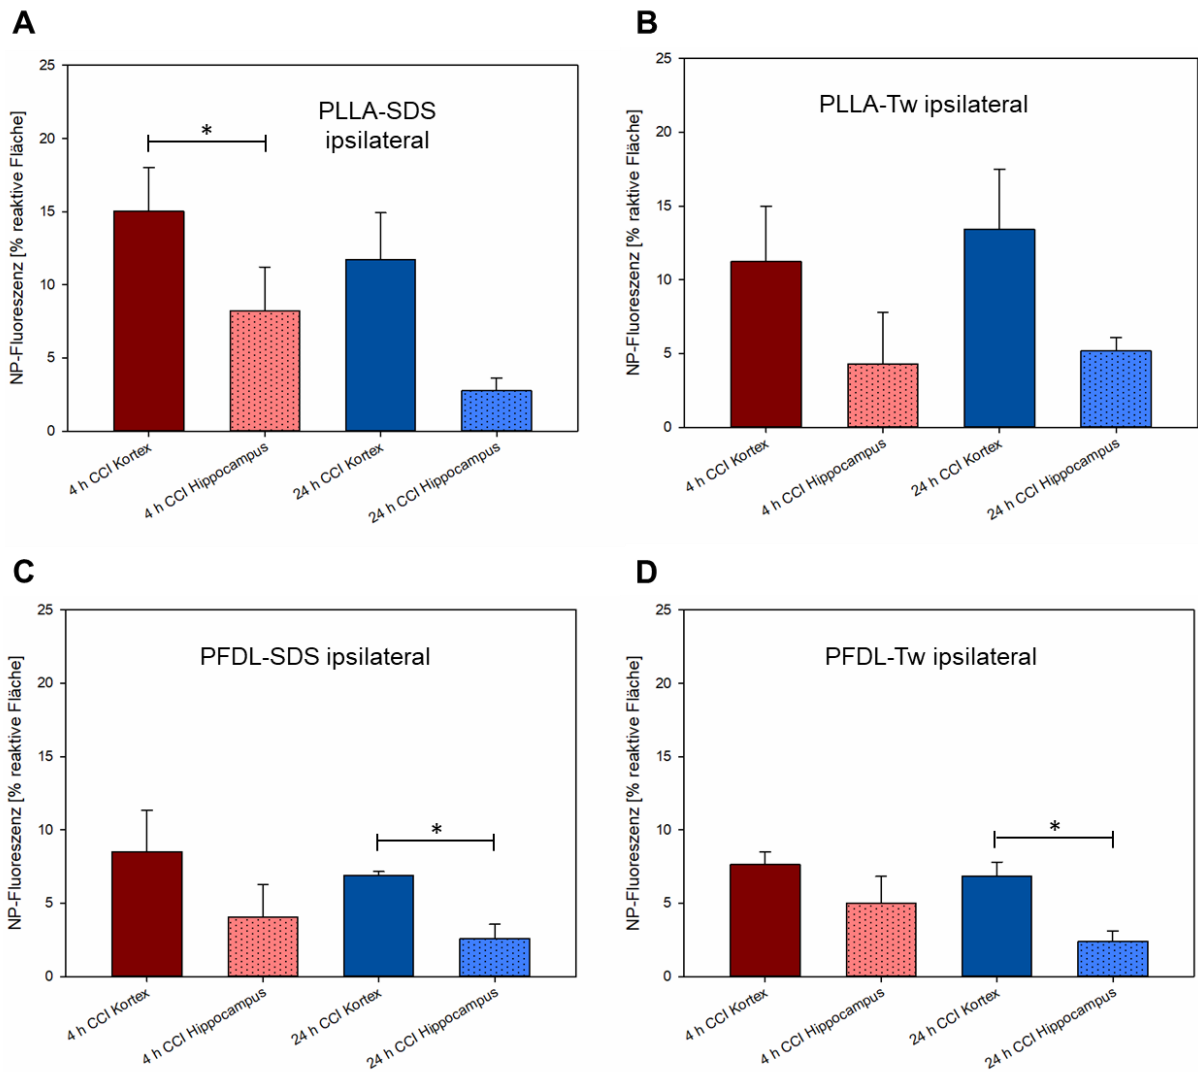 A
NP-Fluoreszenz [% reaktive Fläche]
25
20
15
10
5
0
PLLA-SDS
ipsilateral
*
4 h CCI Kortex
4 h CCI Hippocampus
24 h CCI Kortex
24 h CCI Hippocampus
B
NP-Fluoreszenz [% raktive Fläche]
25
20
15
10
5
0
PLLA-Tw ipsilateral
4 h CCI Kortex
4 h CCI Hippocampus
24 h CCI Kortex
24 h CCI Hippocampus
C
NP-Fluoreszenz [% reaktive Fläche]
25
20
15
10
5
0
PFDL-SDS ipsilateral
*
4 h CCI Kortex
4 h CCI Hippocampus
24 h CCI Kortex
24 h CCI Hippocampus
D
NP-Fluoreszenz [% reaktive Fläche]
25
20
15
10
5
0
PFDL-Tw ipsilateral
*
4 h CCI Kortex
4 h CCI Hippocampus
24 h CCI Kortex
24 h CCI Hippocampus